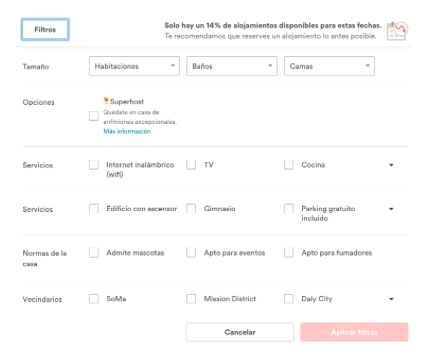 Filtros
Solo hay un 14% de alojamientos disponibles para estas fechas.
Te recomendamos que reserves un alojamiento lo antes posible.
Tamaño Habitaciones Baños Camas
Opciones
Superhost
Quédate en casa de
anfitriones excepcionales.
Más información
Servicios Internet inalámbrico TV Cocina
(wifi)
Servicios Edificio con ascensor Gimnasio Parking gratuito
incluido
Normas de la Admite mascotas Apto para eventos Apto para fumadores
casa
Vecindarios SoMa Mission District Daly City
Cancelar Aplicar filtros